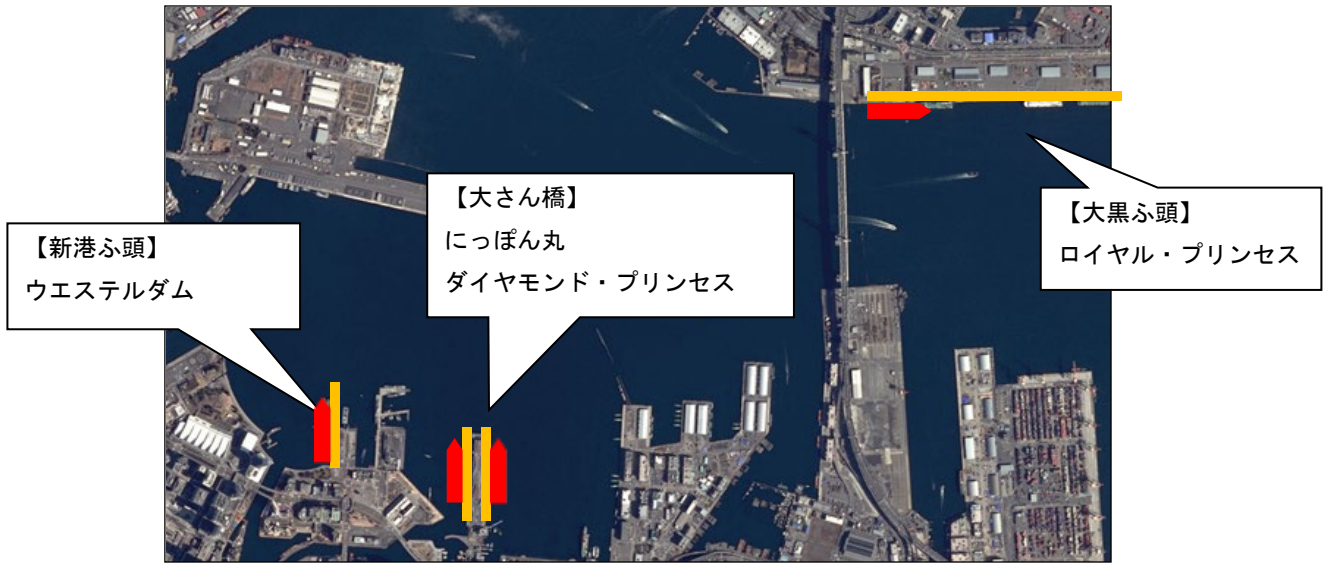 【新港ふ頭】
ウエステルダム
【大さん橋】
にっぽん丸
ダイヤモンド・プリンセス
【大黒ふ頭】
ロイヤル・プリンセス